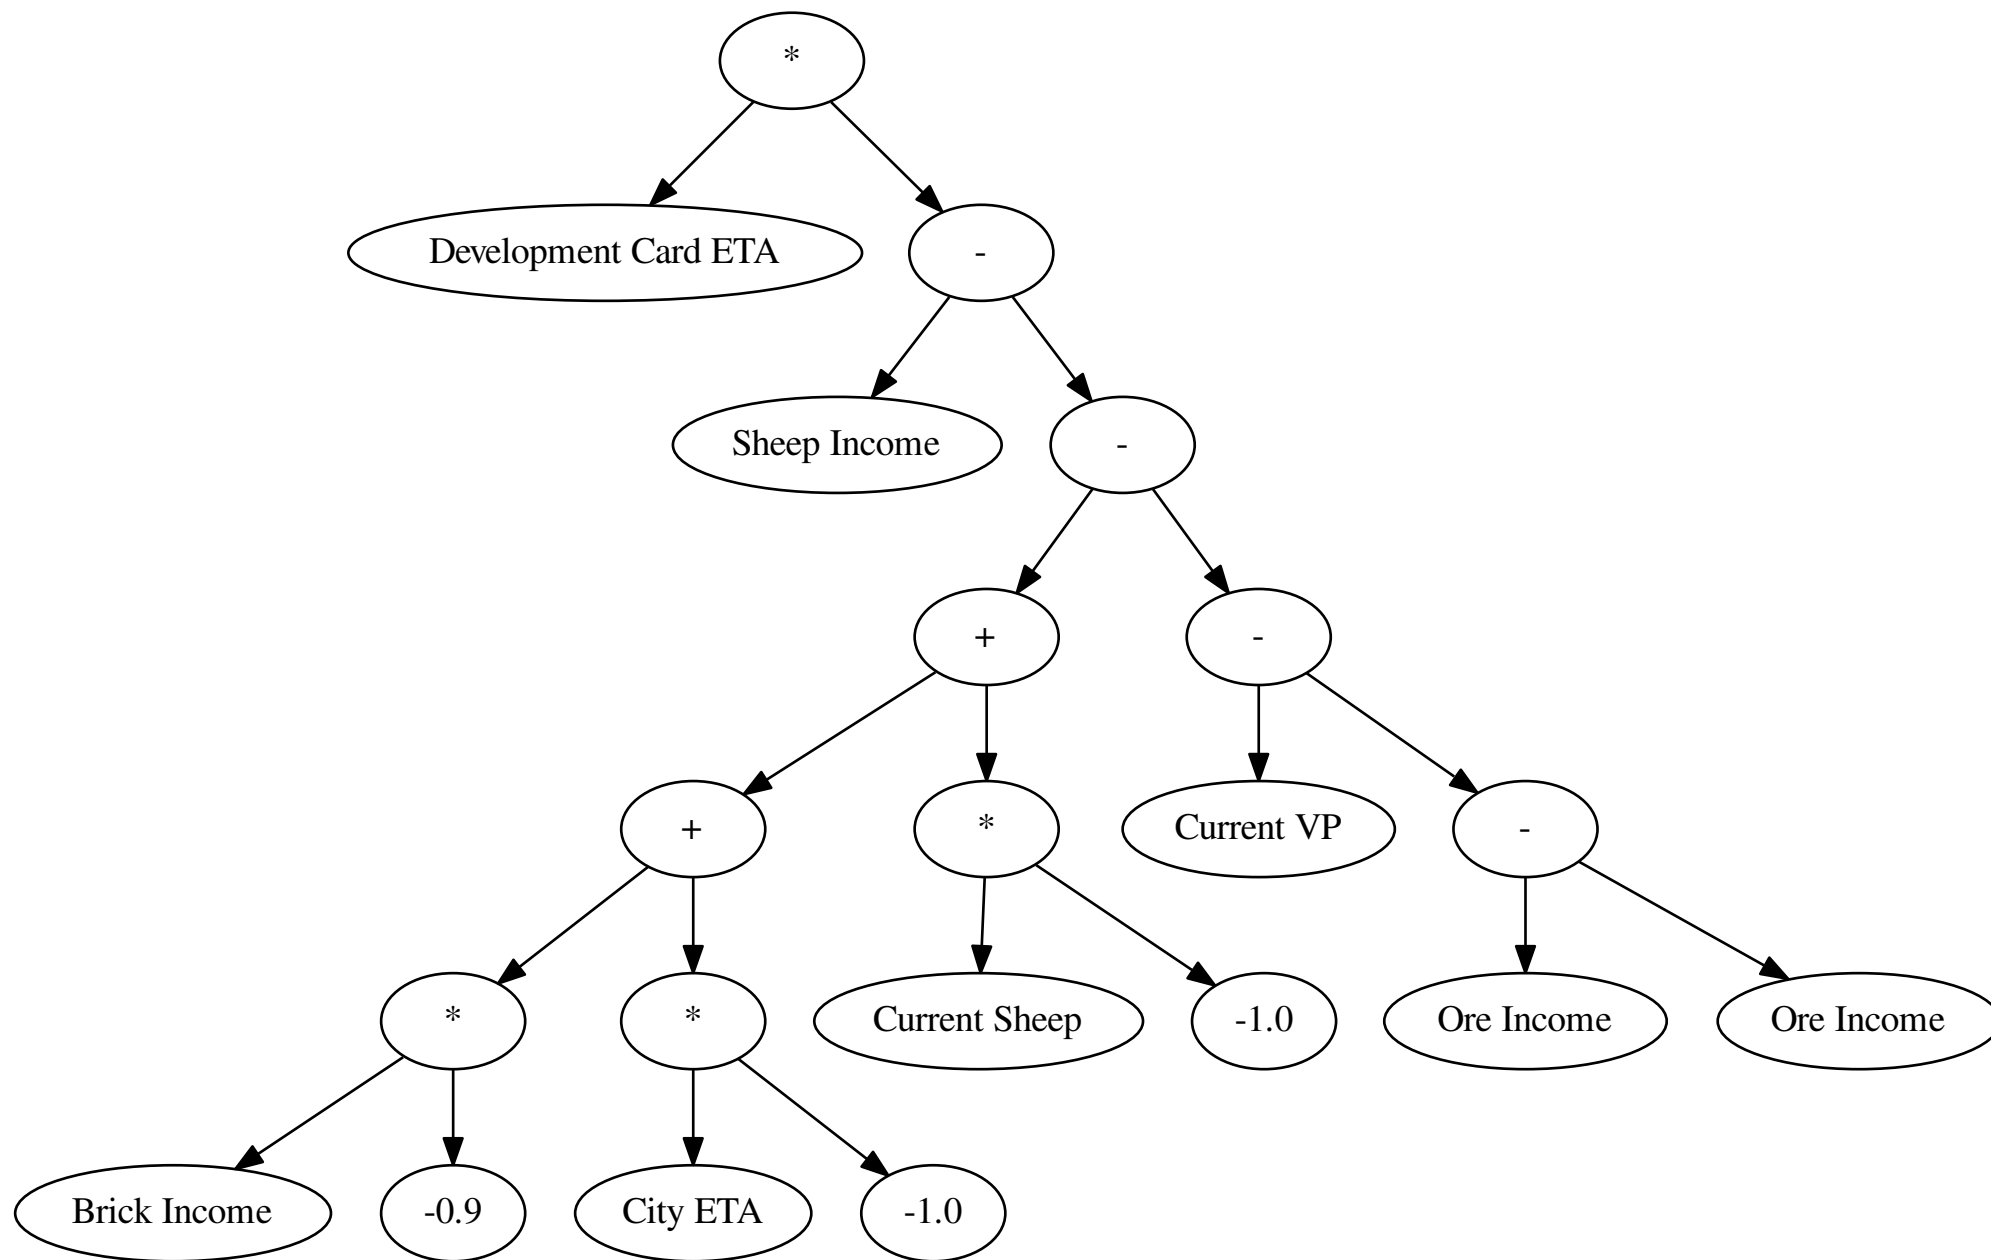 *
Development Card ETA
-
Sheep Income
-
+
-
+
*
Current VP
-
*
*
Current Sheep
-1.0
Ore Income
Ore Income
Brick Income
-0.9
City ETA
-1.0